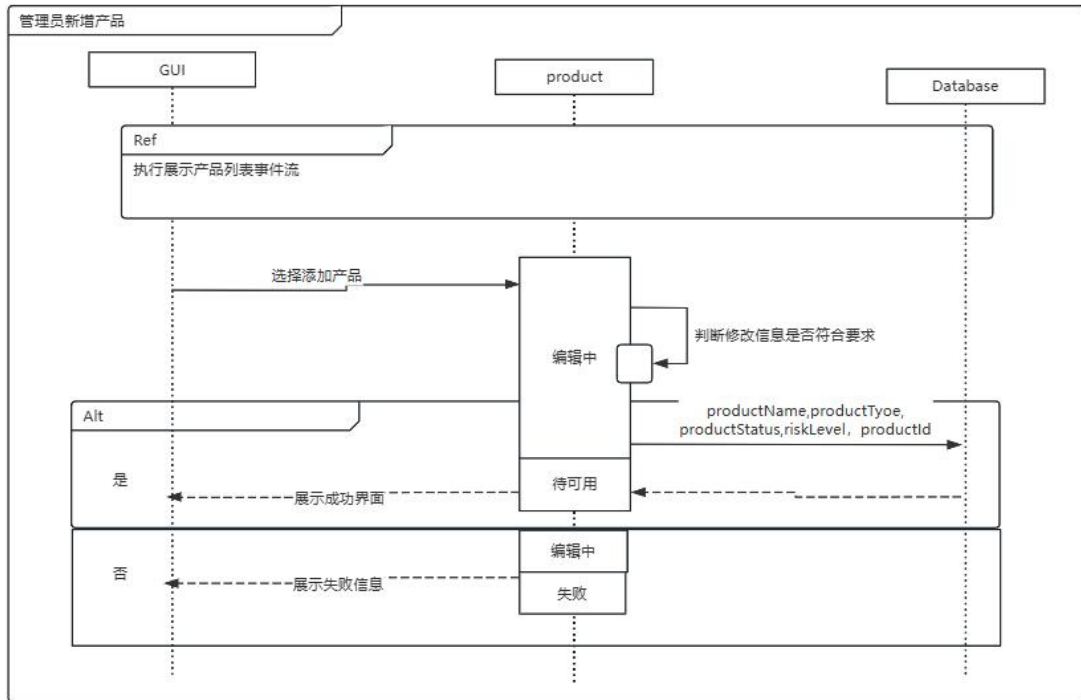 管理员新增产品
GUI
product
Database
Ref
执行展示产品列表事件流
选择添加产品
判断修改信息是否符合要求
编辑中
Alt
productName,productTyoe,
productStatus,riskLevel，productId
是
待可用
展示成功界面
编辑中
否
展示失败信息
失败